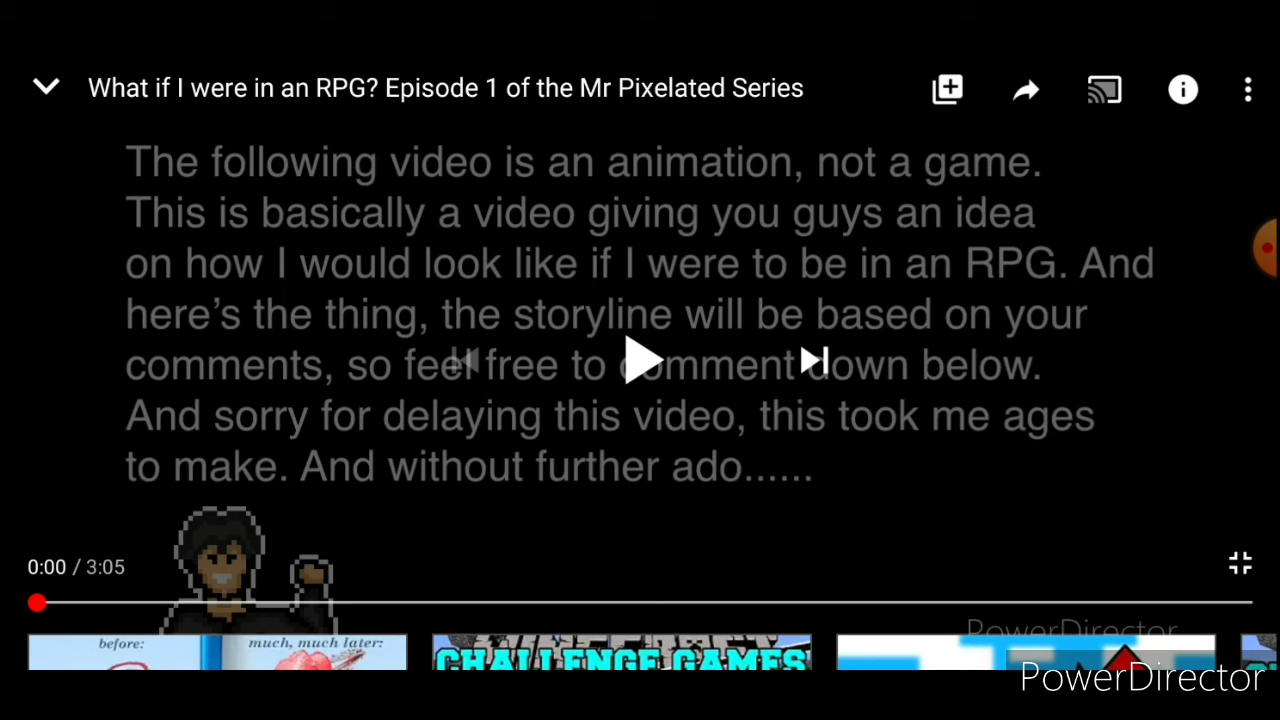 What if I were in an RPG? Episode 1 of the Mr Pixelated Series
The following video is an animation, not a game.
This is basically a video giving you guys an idea
on how I would look like if I were to be in an RPG. And
here's the thing, the storyline will be based on your
comments, so feel free to comment down below.
And sorry for delaying this video, this took me ages
to make. And without further ado......
0:00 / 3:05
PowerDirector
before: much, much later:
MINECRAFT
CHALLENGE GAMES
PowerDirector